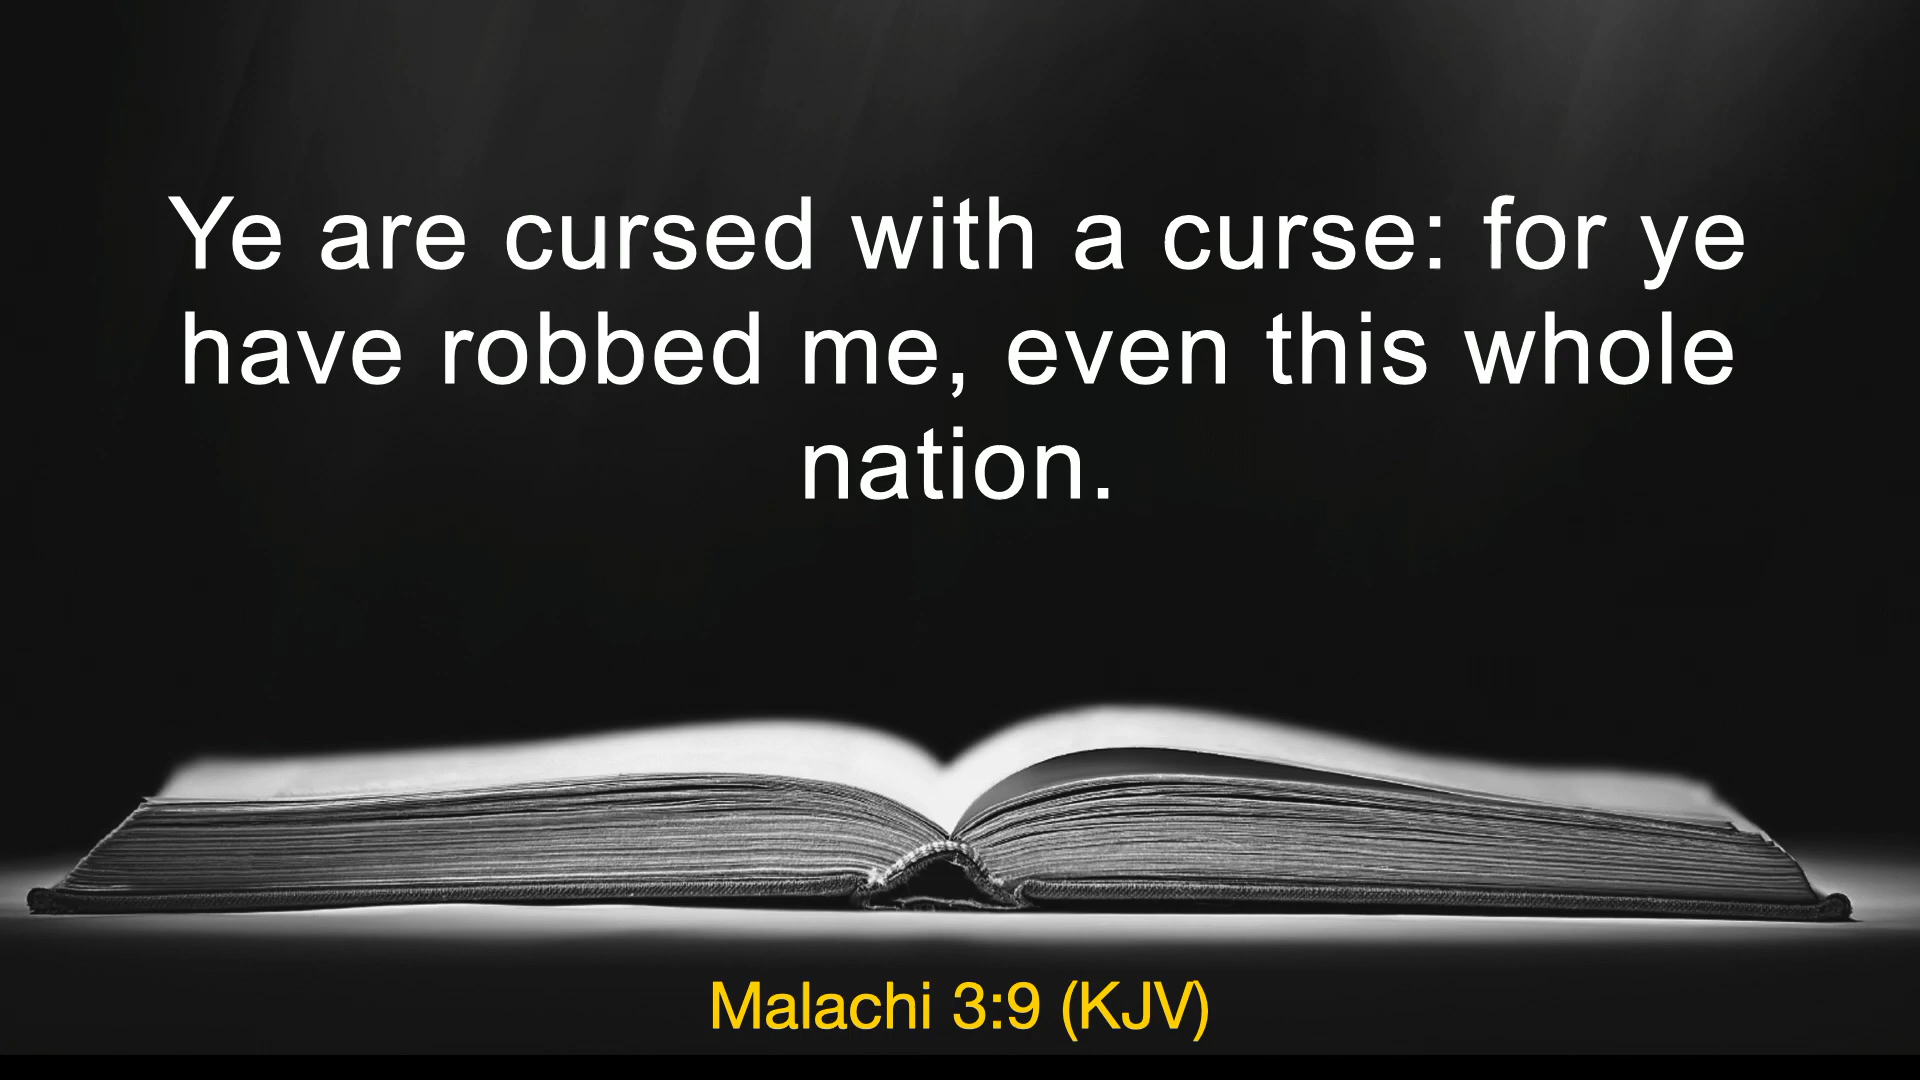 Ye are cursed with a curse: for ye
have robbed me, even this whole
nation.
Malachi 3:9 (KJV)